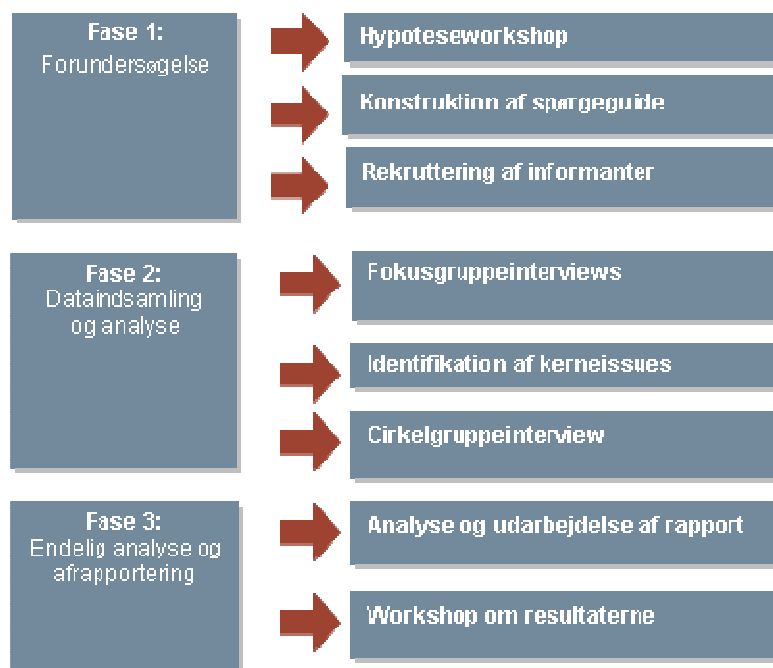 Fase 1:
Forundersøgelse
Hypoteseworkshop
Konstruktion af spørgeguide
Rekruttering af informanter
Fase 2:
Dataindsamling
og analyse
Fokusgruppeinterviews
Identifikation af kerneissues
Cirkelgruppeinterview
Fase 3:
Endelig analyse og
afrapportering
Analyse og udarbejdelse af rapport
Workshop om resultaterne